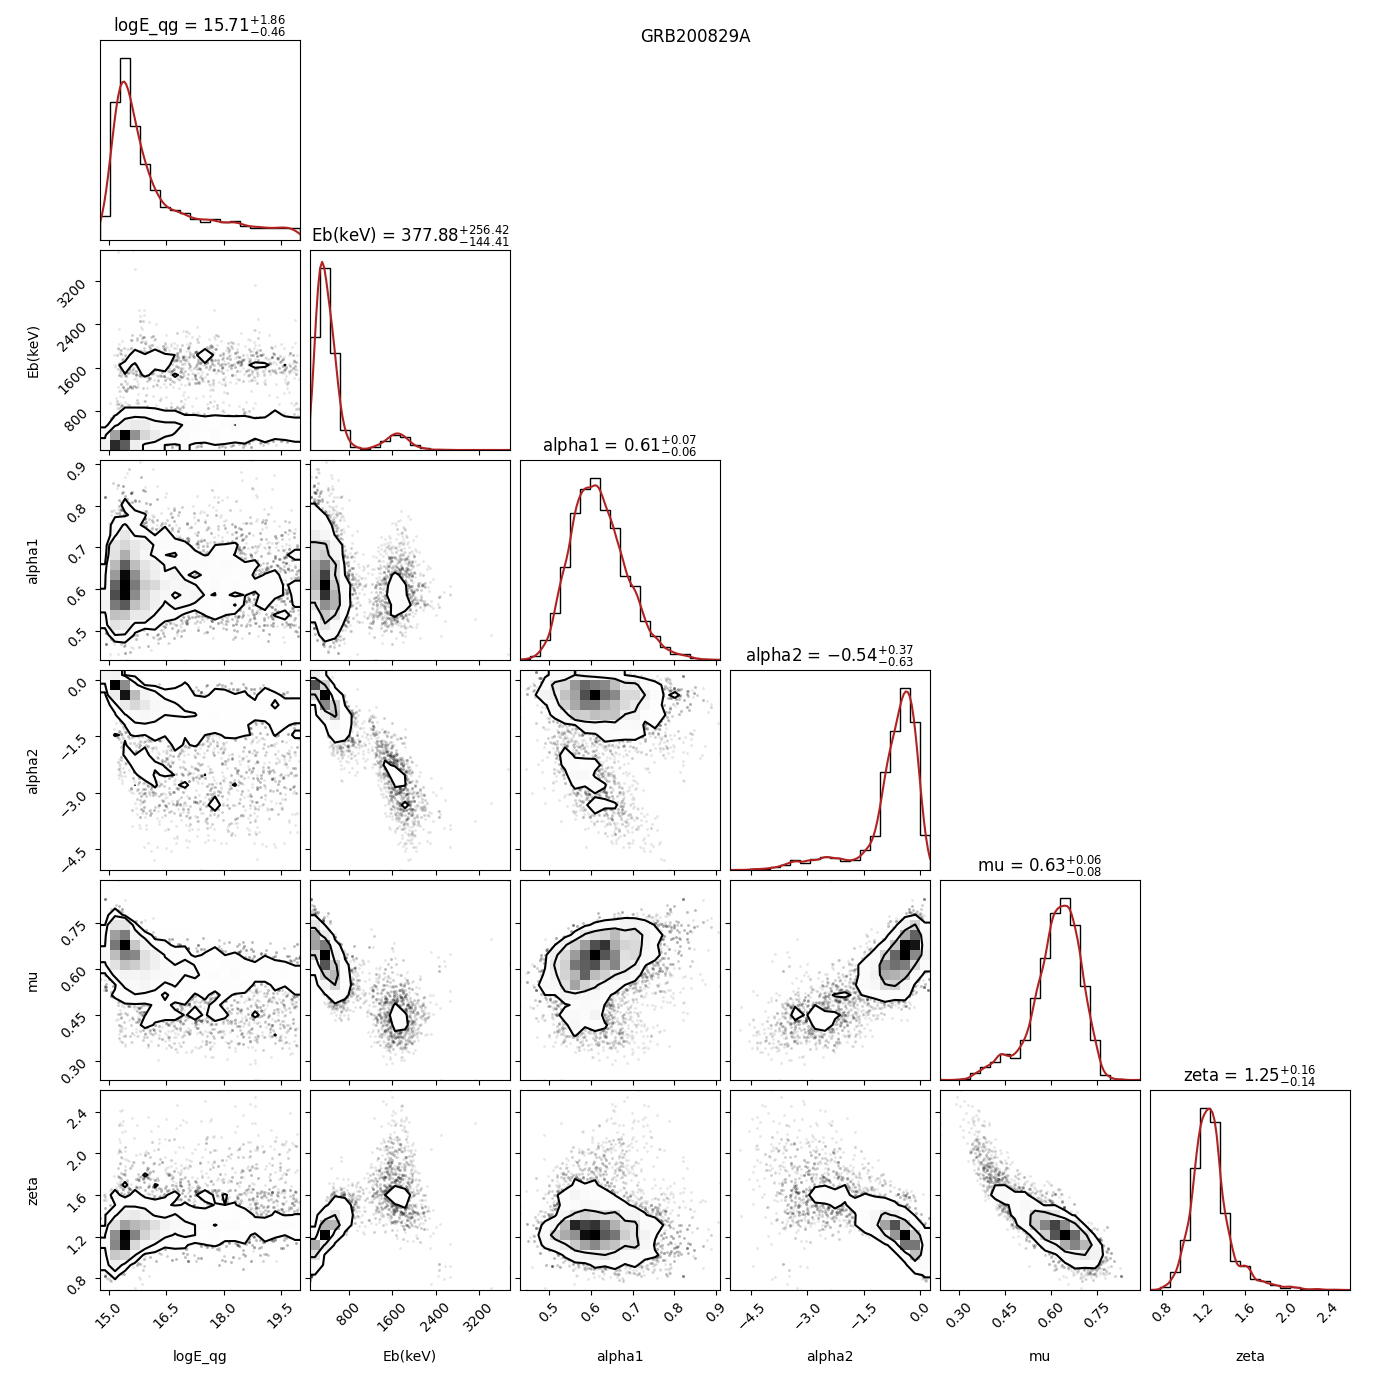 logE_qg = 15.71+1.86 −0.46
GRB200829A
Eb(keV) = 377.88+256.42 −144.41
Eb(keV)
3200
2400
1600
800
alpha1 = 0.61+0.07 −0.06
alpha1
0.9
0.8
0.7
0.6
0.5
alpha2 = −0.54+0.37 −0.63
alpha2
0.0
−1.5
−3.0
−4.5
mu = 0.63+0.06 −0.08
mu
0.75
0.60
0.45
0.30
zeta = 1.25+0.16 −0.14
zeta
2.4
2.0
1.6
1.2
0.8
15.0 16.5 18.0 19.5 800 1600 2400 3200 0.5 0.6 0.7 0.8 0.9 −4.5 −3.0 −1.5 0.0 0.30 0.45 0.60 0.75 0.8 1.2 1.6 2.0 2.4
logE_qg Eb(keV) alpha1 alpha2 mu zeta